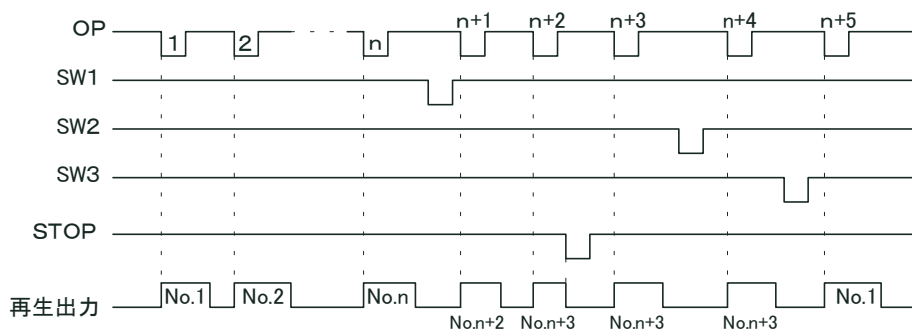 OP 1 2 n n+1 n+2 n+3 n+4 n+5
SW1
SW2
SW3
STOP
再生出力 No.1 No.2 No.n No.n+2 No.n+3 No.n+3 No.n+3 No.1